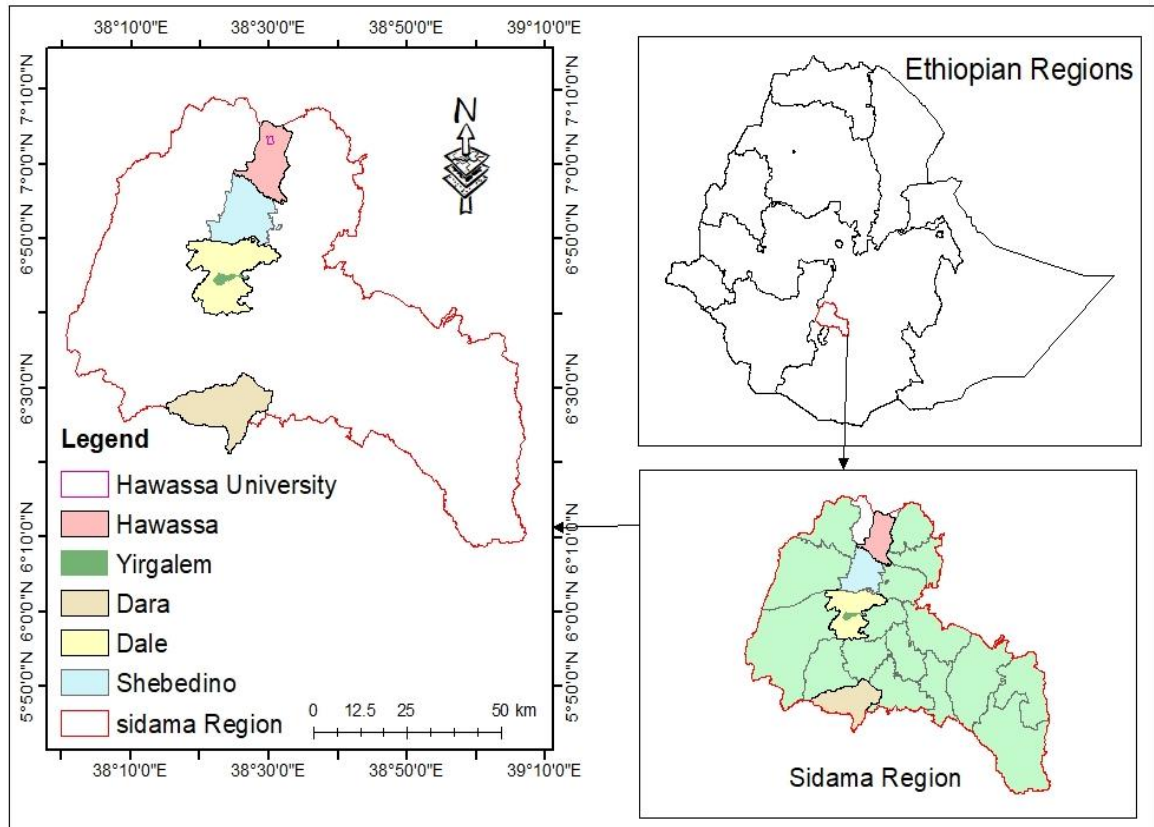 38°10'0"E 38°30'0"E 38°50'0"E 39°10'0"E
7°10'0"N
7°0'0"N
6°50'0"N
6°30'0"N
6°10'0"N
6°0'0"N
5°50'0"N
N
Legend
Hawassa University
Hawassa
Yirgalem
Dara
Dale
Shebedino
sidama Region
0 12.5 25 50 km
7°10'0"N
7°0'0"N
6°50'0"N
6°30'0"N
6°10'0"N
6°0'0"N
5°50'0"N
38°10'0"E 38°30'0"E 38°50'0"E 39°10'0"E
Ethiopian Regions
Sidama Region